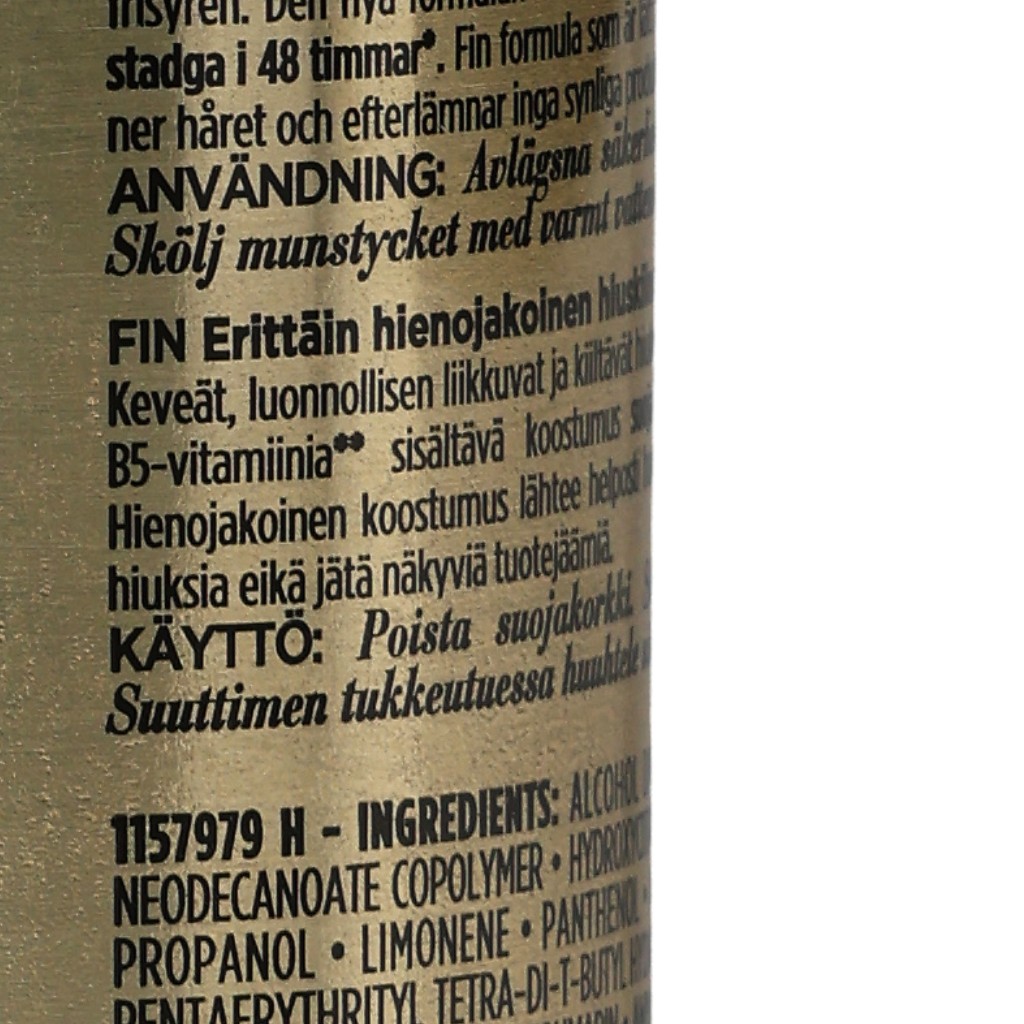 frisyren. Den nya
stadga i 48 timmar*. Fin formula som är
ner håret och efterlämnar inga synliga
ANVÄNDNING: Avlägsna
Skölj munstycket med varmt
FIN Erittäin hienojakoinen
Keveät, luonnollisen liikkuvat ja kiiltävät
B5-vitamiinia** sisältävä koostumus
Hienojakoinen koostumus lähtee helposti
hiuksia eikä jätä näkyviä tuotejäämiä.
KÄYTTÖ: Poista suojakorkki.
Suuttimen tukkeutuessa huuhtele
1157979 H - INGREDIENTS: ALCOHOL
NEODECANOATE COPOLYMER •
PROPANOL • LIMONENE • PANTHENOL •
PENTAERYTHRITYL TETRA-DI-T-BUTYL